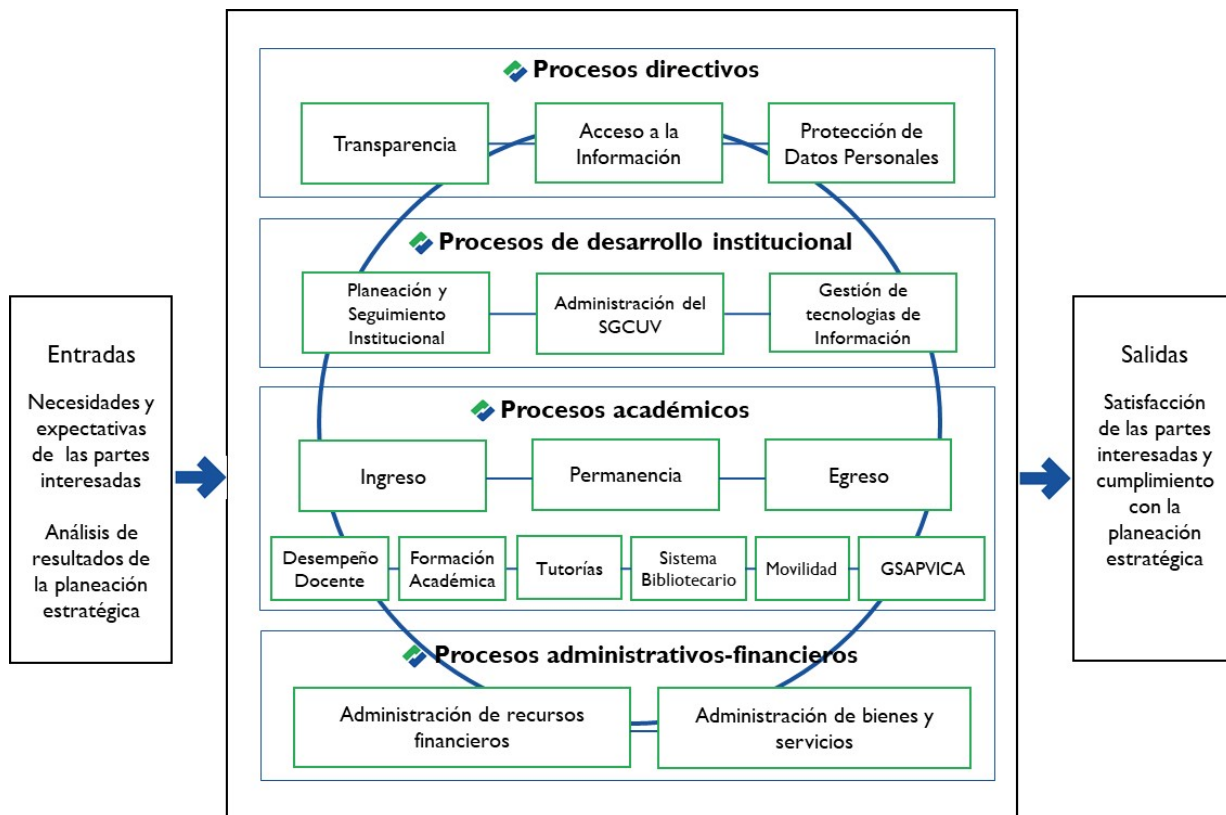 Procesos directivos
Transparencia
Acceso a la
Información
Protección de
Datos Personales
Procesos de desarrollo institucional
Planeación y
Seguimiento
Institucional
Administración del
SGCUV
Gestión de
tecnologias de
Información
Entradas
Necesidades y
expectativas
de las partes
interesadas
Análisis de
resultados de
la planeación
estratégica
Procesos académicos
Ingreso
Permanencia
Egreso
Desempeño
Docente
Formación
Académica
Tutorías
Sistema
Bibliotecario
Movilidad
GSAPVICA
Procesos administrativos-financieros
Administración de recursos
financieros
Administración de bienes y
servicios
Salidas
Satisfacción
de las partes
interesadas y
cumplimiento
con la
planeación
estratégica